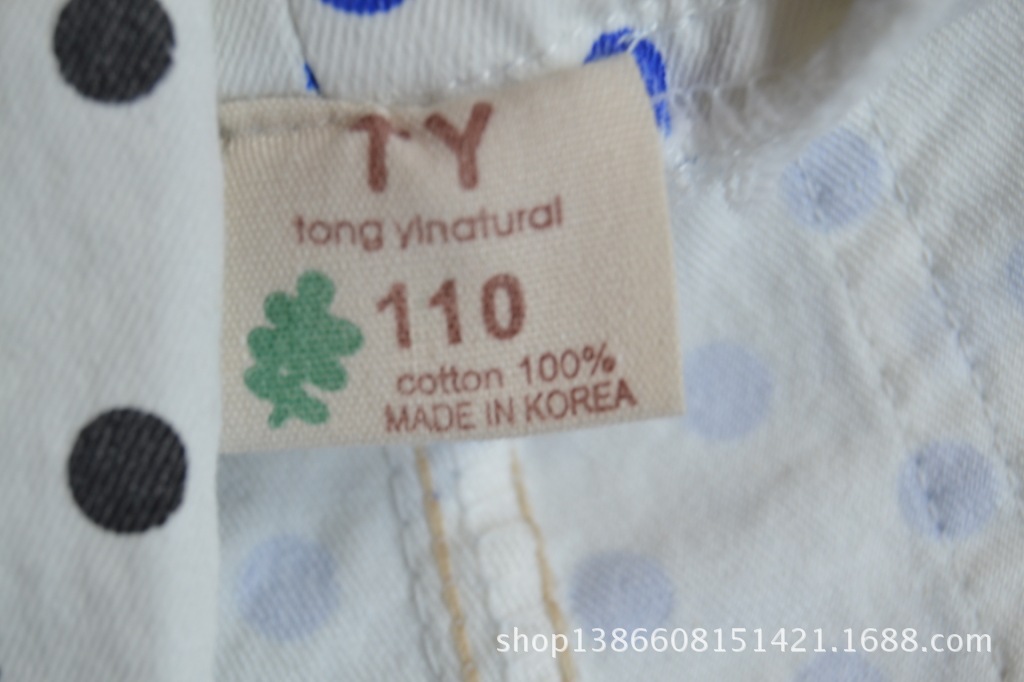 TY
tong yinatural
110
cotton 100%
MADE IN KOREA
shop1386608151421.1688.com